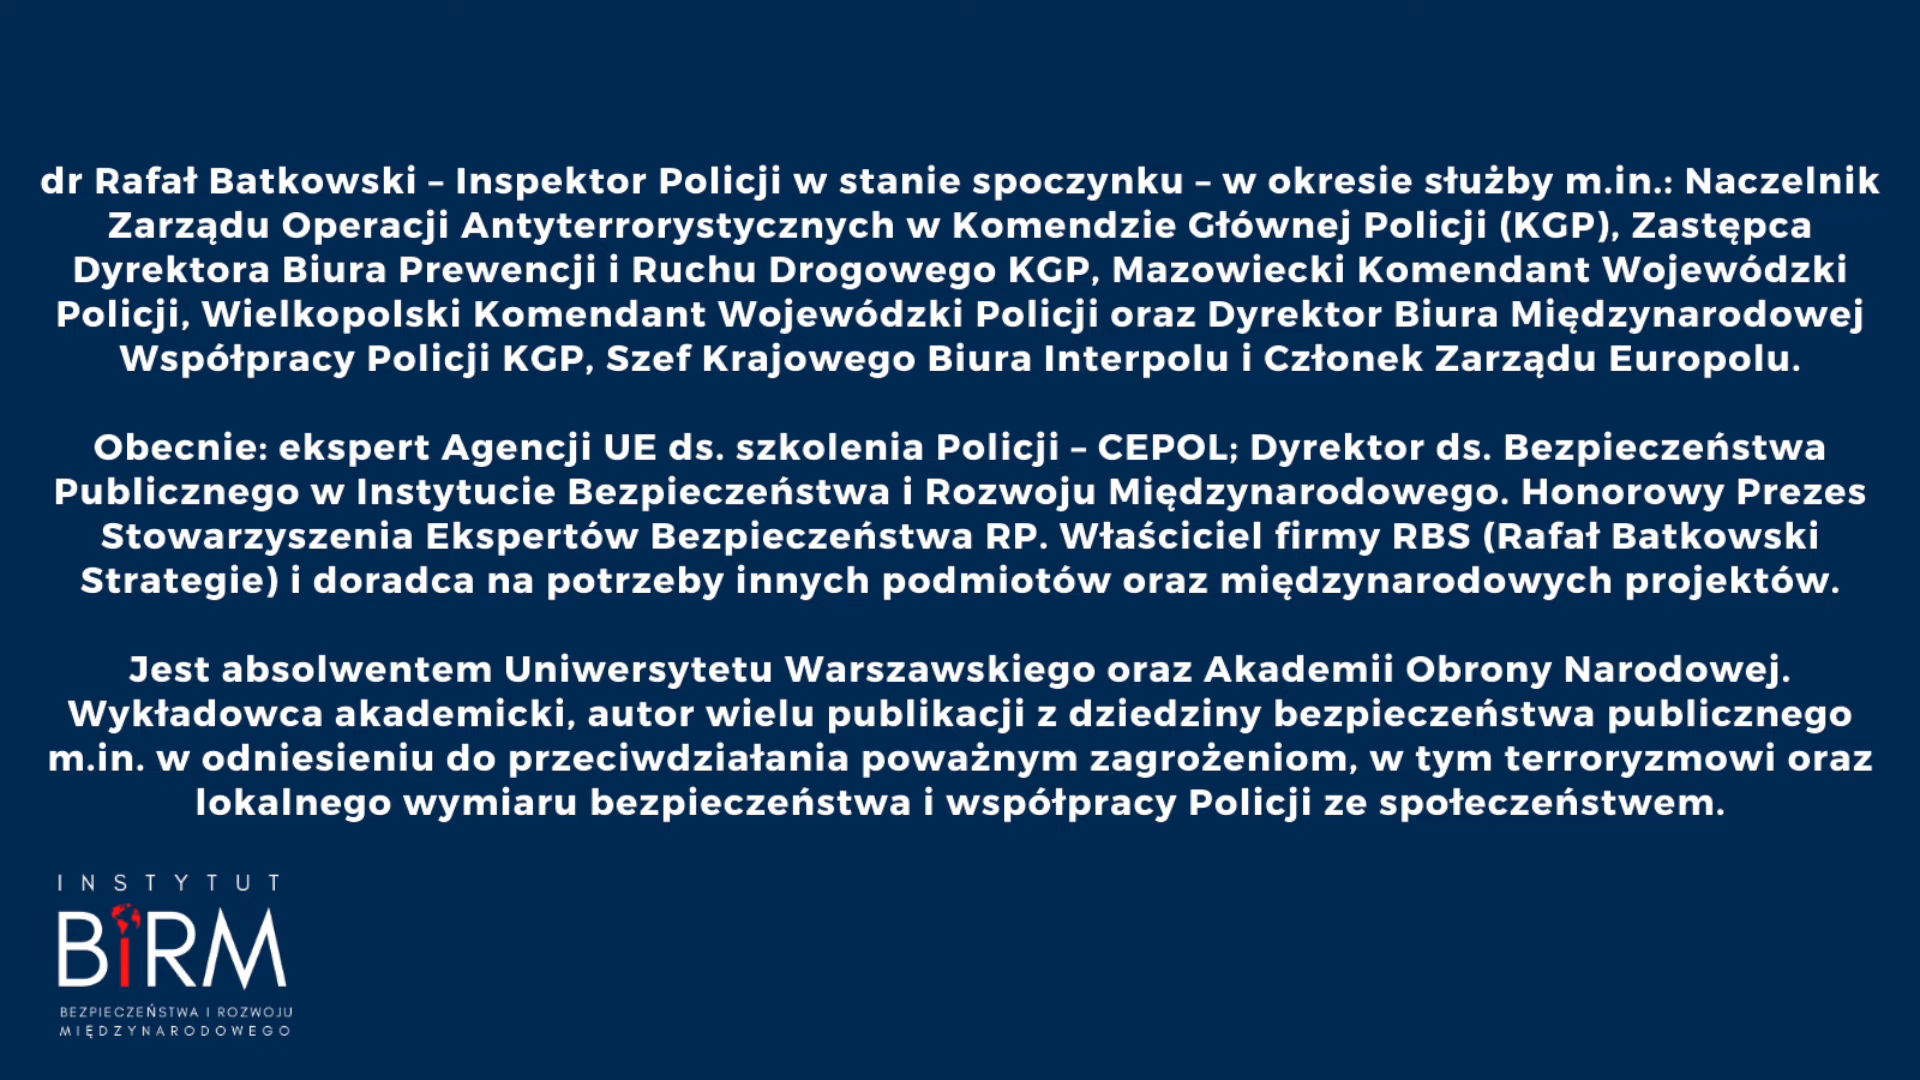 dr Rafał Batkowski – Inspektor Policji w stanie spoczynku – w okresie służby m.in.: Naczelnik
Zarządu Operacji Antyterrorystycznych w Komendzie Głównej Policji (KGP), Zastępca
Dyrektora Biura Prewencji i Ruchu Drogowego KGP, Mazowiecki Komendant Wojewódzki
Policji, Wielkopolski Komendant Wojewódzki Policji oraz Dyrektor Biura Międzynarodowej
Współpracy Policji KGP, Szef Krajowego Biura Interpolu i Członek Zarządu Europolu.
Obecnie: ekspert Agencji UE ds. szkolenia Policji – CEPOL; Dyrektor ds. Bezpieczeństwa
Publicznego w Instytucie Bezpieczeństwa i Rozwoju Międzynarodowego. Honorowy Prezes
Stowarzyszenia Ekspertów Bezpieczeństwa RP. Właściciel firmy RBS (Rafał Batkowski
Strategie) i doradca na potrzeby innych podmiotów oraz międzynarodowych projektów.
Jest absolwentem Uniwersytetu Warszawskiego oraz Akademii Obrony Narodowej.
Wykładowca akademicki, autor wielu publikacji z dziedziny bezpieczeństwa publicznego
m.in. w odniesieniu do przeciwdziałania poważnym zagrożeniom, w tym terroryzmowi oraz
lokalnego wymiaru bezpieczeństwa i współpracy Policji ze społeczeństwem.
INSTYTUT
BiRM
BEZPIECZEŃSTWA I ROZWOJU
MIĘDZYNARODOWEGO